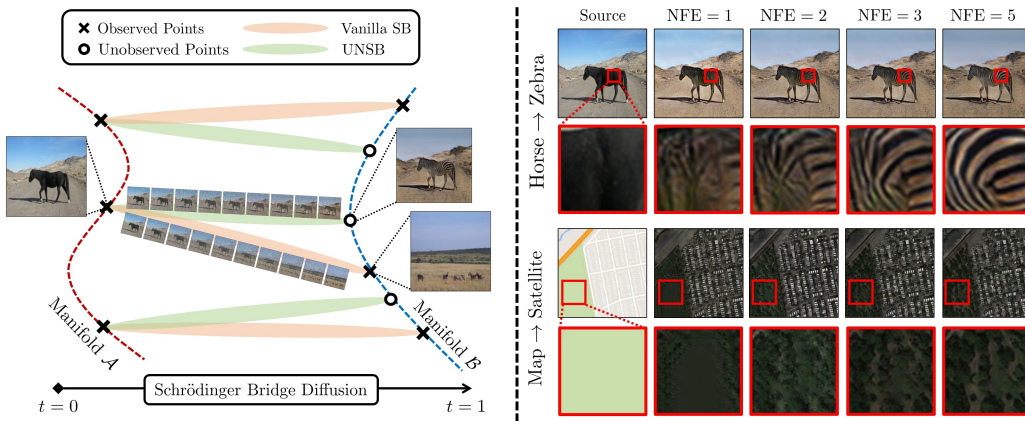 Observed Points
Vanilla SB
Unobserved Points
UNSB
Manifold 𝒜
Manifold ℬ
Schrödinger Bridge Diffusion
t = 0
t = 1
Source
NFE = 1
NFE = 2
NFE = 3
NFE = 5
Horse → Zebra
Map → Satellite